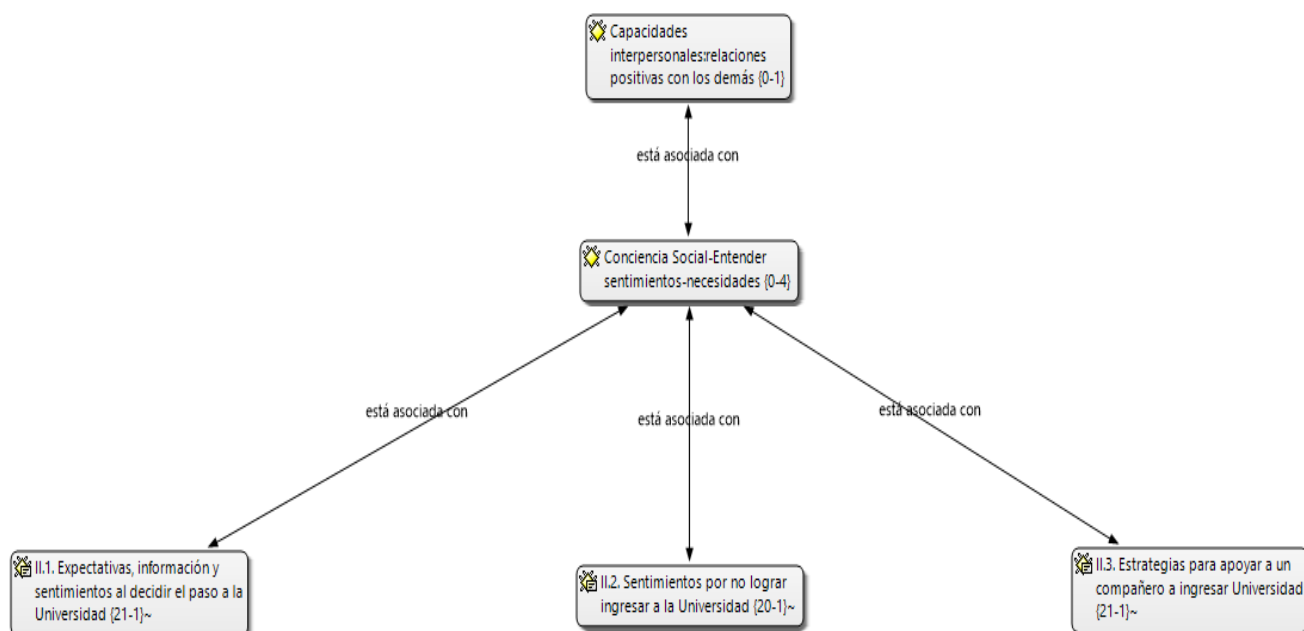 Capacidades
interpersonales:relaciones
positivas con los demás {0-1}
está asociada con
Conciencia Social-Entender
sentimientos-necesidades {0-4}
está asociada con
está asociada con
está asociada con
II.1. Expectativas, información y
sentimientos al decidir el paso a la
Universidad {21-1}~
II.2. Sentimientos por no lograr
ingresar a la Universidad {20-1}~
II.3. Estrategias para apoyar a un
compañero a ingresar Universidad
{21-1}~